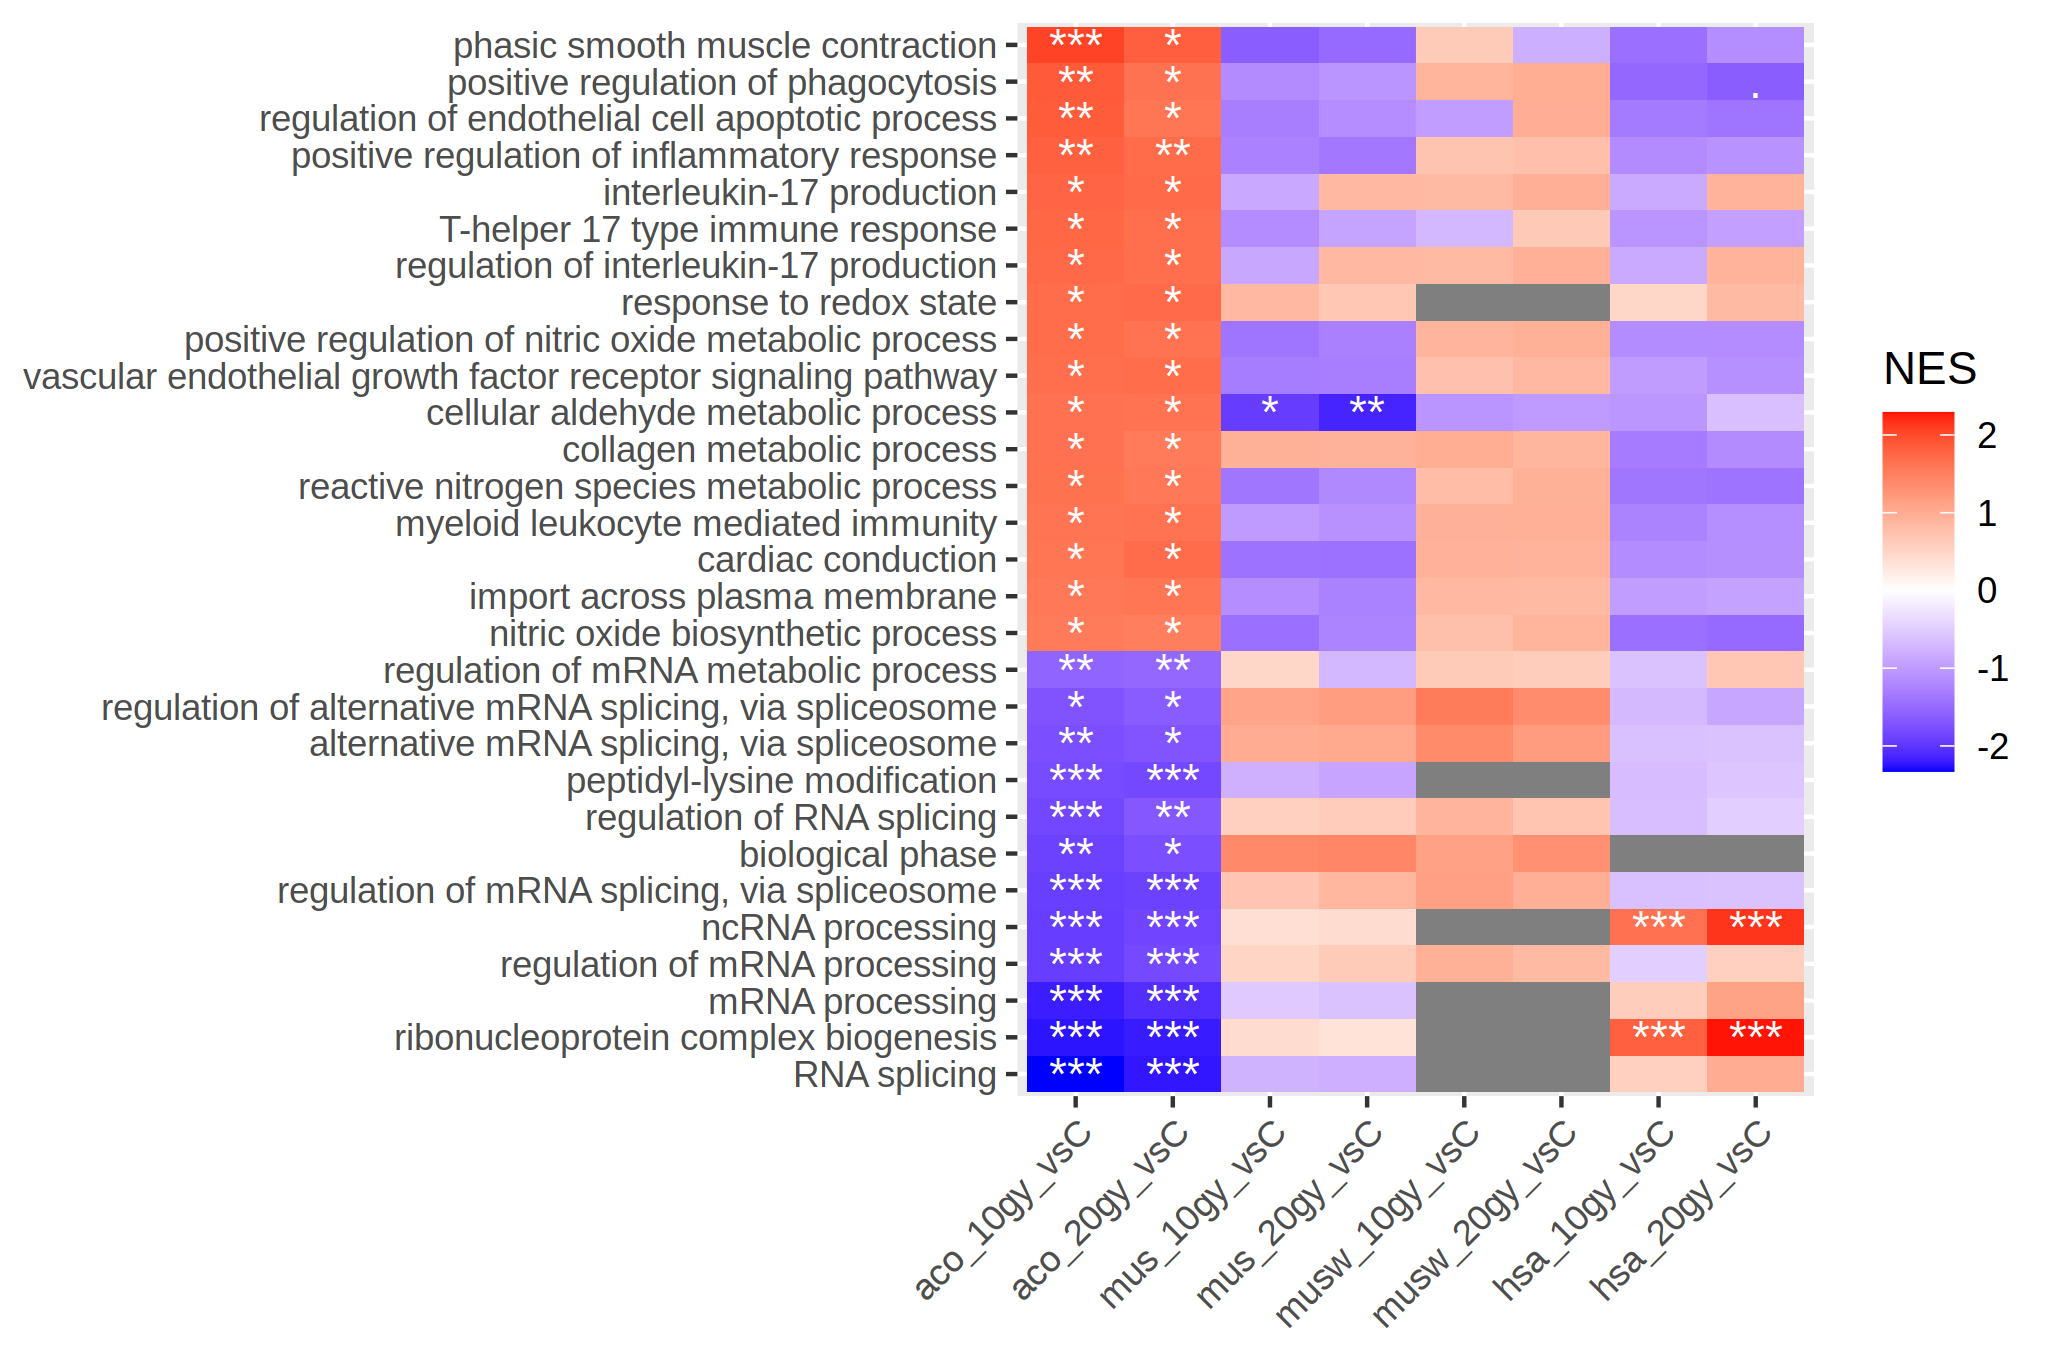 phasic smooth muscle contraction *** *
positive regulation of phagocytosis ** * .
regulation of endothelial cell apoptotic process ** *
positive regulation of inflammatory response ** **
interleukin-17 production * *
T-helper 17 type immune response * *
regulation of interleukin-17 production * *
response to redox state * *
positive regulation of nitric oxide metabolic process * *
vascular endothelial growth factor receptor signaling pathway * *
cellular aldehyde metabolic process * * * **
collagen metabolic process * *
reactive nitrogen species metabolic process * *
myeloid leukocyte mediated immunity * *
cardiac conduction * *
import across plasma membrane * *
nitric oxide biosynthetic process * *
regulation of mRNA metabolic process ** **
regulation of alternative mRNA splicing, via spliceosome * *
alternative mRNA splicing, via spliceosome ** *
peptidyl-lysine modification *** ***
regulation of RNA splicing *** **
biological phase ** *
regulation of mRNA splicing, via spliceosome *** ***
ncRNA processing *** *** *** ***
regulation of mRNA processing *** ***
mRNA processing *** ***
ribonucleoprotein complex biogenesis *** *** *** ***
RNA splicing *** ***
aco_10gy_vsC
aco_20gy_vsC
mus_10gy_vsC
mus_20gy_vsC
musw_10gy_vsC
musw_20gy_vsC
hsa_10gy_vsC
hsa_20gy_vsC
NES
2
1
0
-1
-2